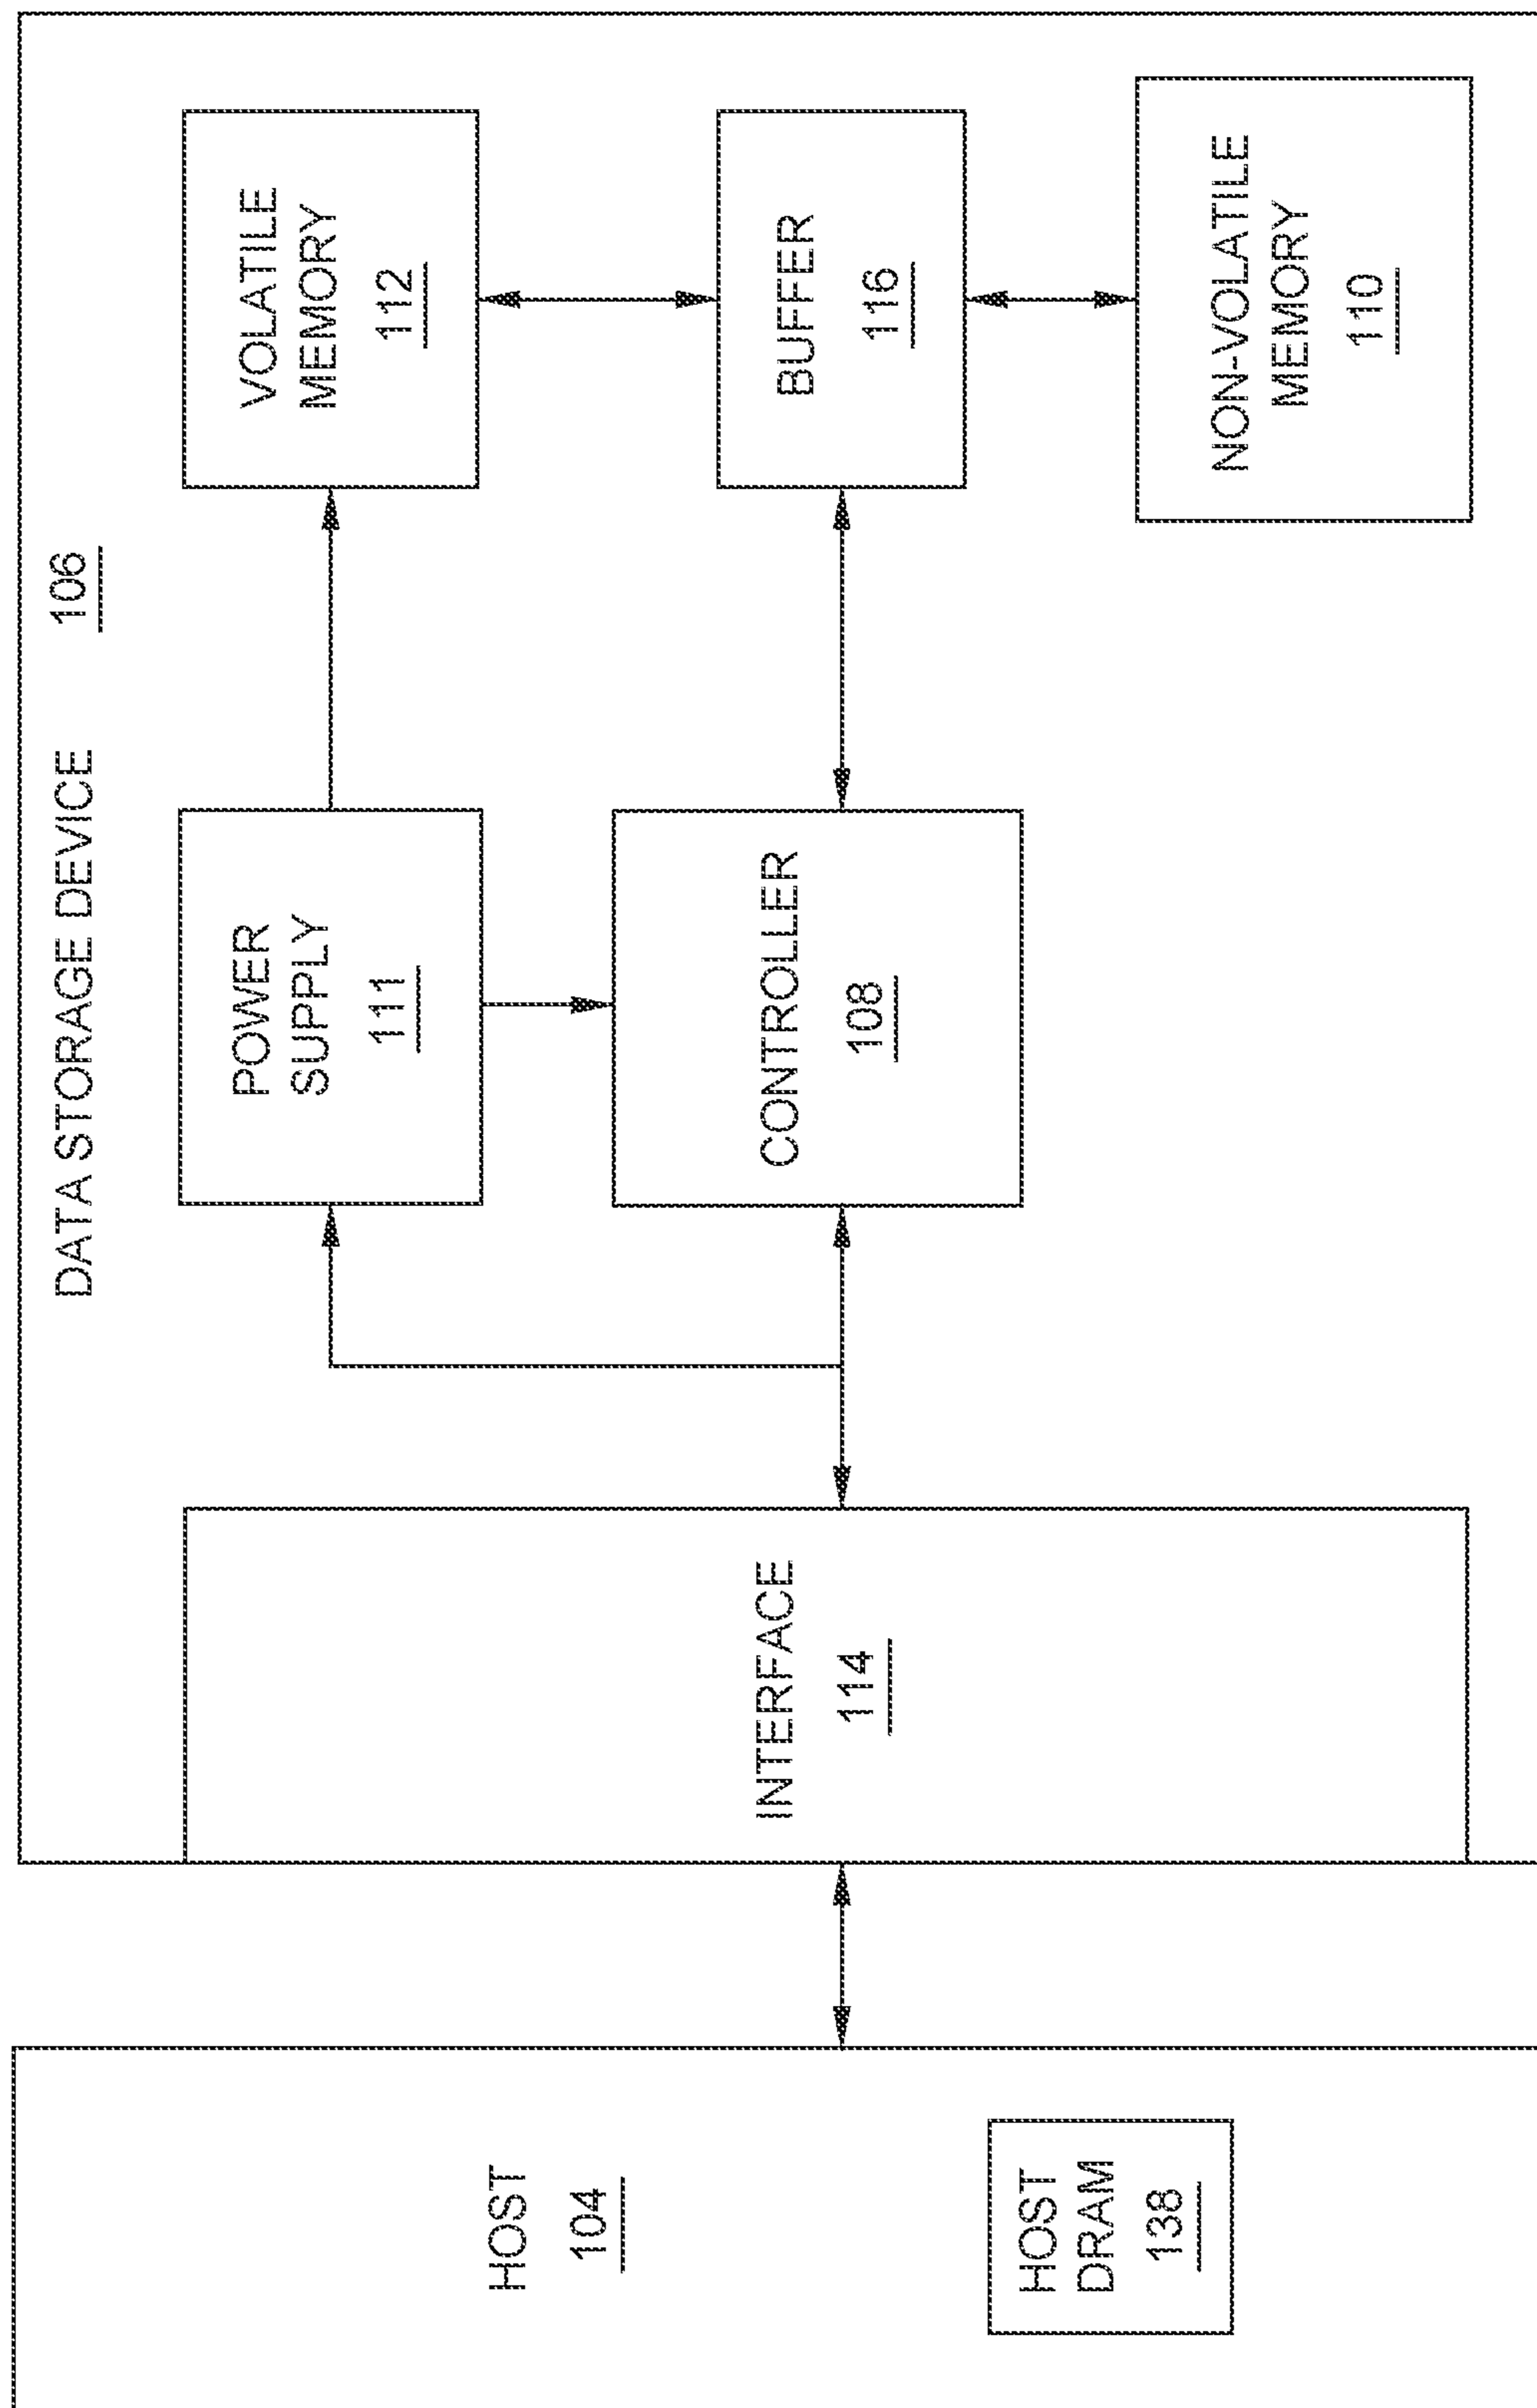 DATA STORAGE DEVICE
106
HOST
104
HOST
DRAM
138
INTERFACE
114
POWER
SUPPLY
111
CONTROLLER
108
VOLATILE
MEMORY
112
BUFFER
116
NON-VOLATILE
MEMORY
110